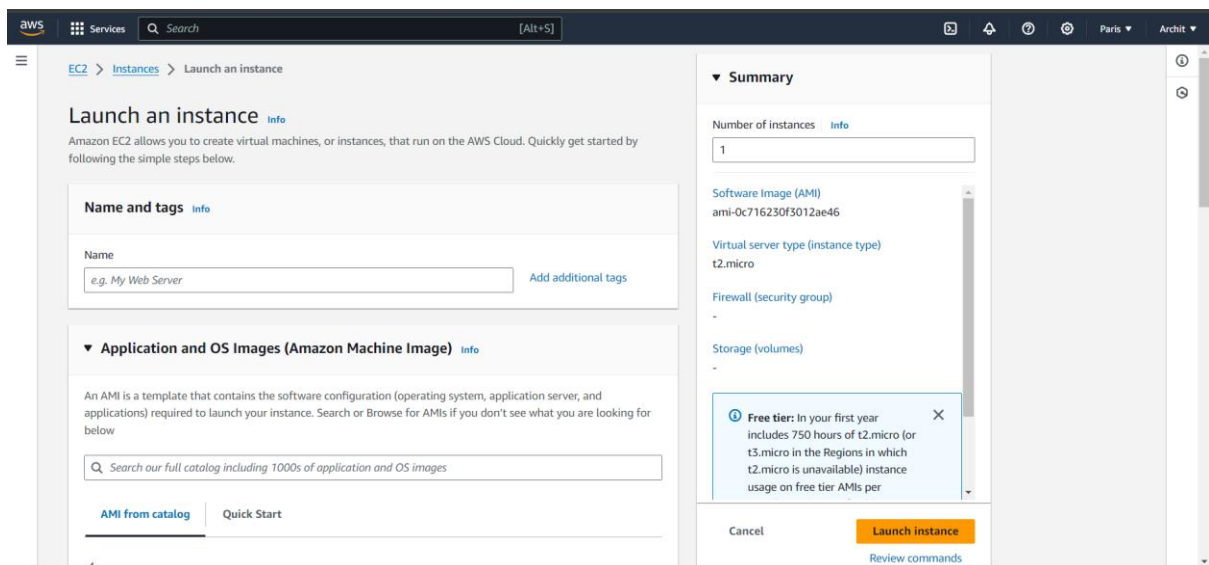 aws Services Search [Alt+S] Paris ▼ Archit ▼
EC2 > Instances > Launch an instance
Launch an instance Info
Amazon EC2 allows you to create virtual machines, or instances, that run on the AWS Cloud. Quickly get started by
following the simple steps below.
Name and tags Info
Name
e.g. My Web Server
Add additional tags
▼ Application and OS Images (Amazon Machine Image) Info
An AMI is a template that contains the software configuration (operating system, application server, and
applications) required to launch your instance. Search or Browse for AMIs if you don't see what you are looking for
below
Search our full catalog including 1000s of application and OS images
AMI from catalog Quick Start
▼ Summary
Number of instances Info
1
Software Image (AMI)
ami-0c716230f3012ae46
Virtual server type (instance type)
t2.micro
Firewall (security group)
-
Storage (volumes)
-
Free tier: In your first year
includes 750 hours of t2.micro (or
t3.micro in the Regions in which
t2.micro is unavailable) instance
usage on free tier AMIs per
Cancel Launch instance
Review commands